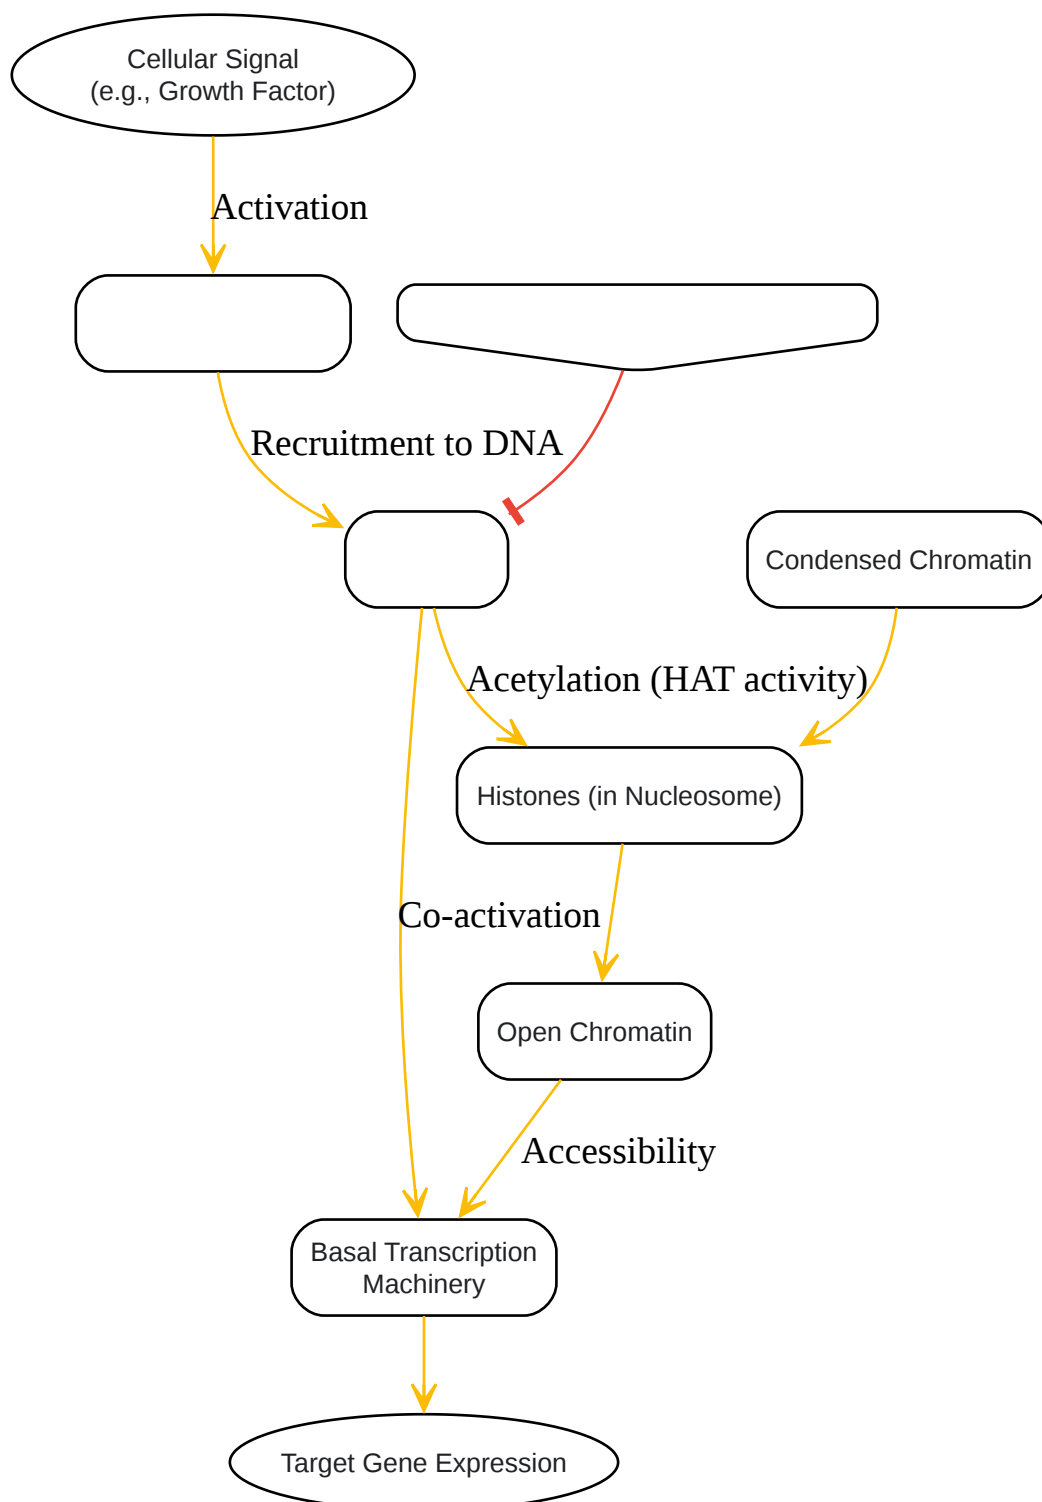 Cellular Signal
(e.g., Growth Factor)
Activation
Recruitment to DNA
Condensed Chromatin
Acetylation (HAT activity)
Histones (in Nucleosome)
Co-activation
Open Chromatin
Accessibility
Basal Transcription
Machinery
Target Gene Expression